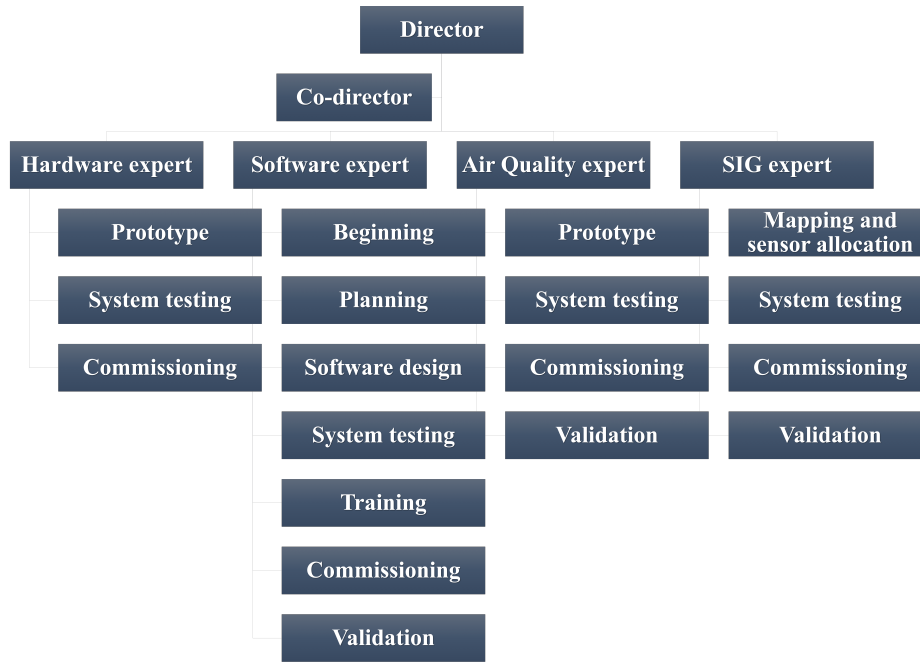 Director
Co-director
Hardware expert
Software expert
Air Quality expert
SIG expert
Prototype
Beginning
Prototype
Mapping and
sensor allocation
System testing
Planning
System testing
System testing
Commissioning
Software design
Commissioning
Commissioning
System testing
Validation
Validation
Training
Commissioning
Validation